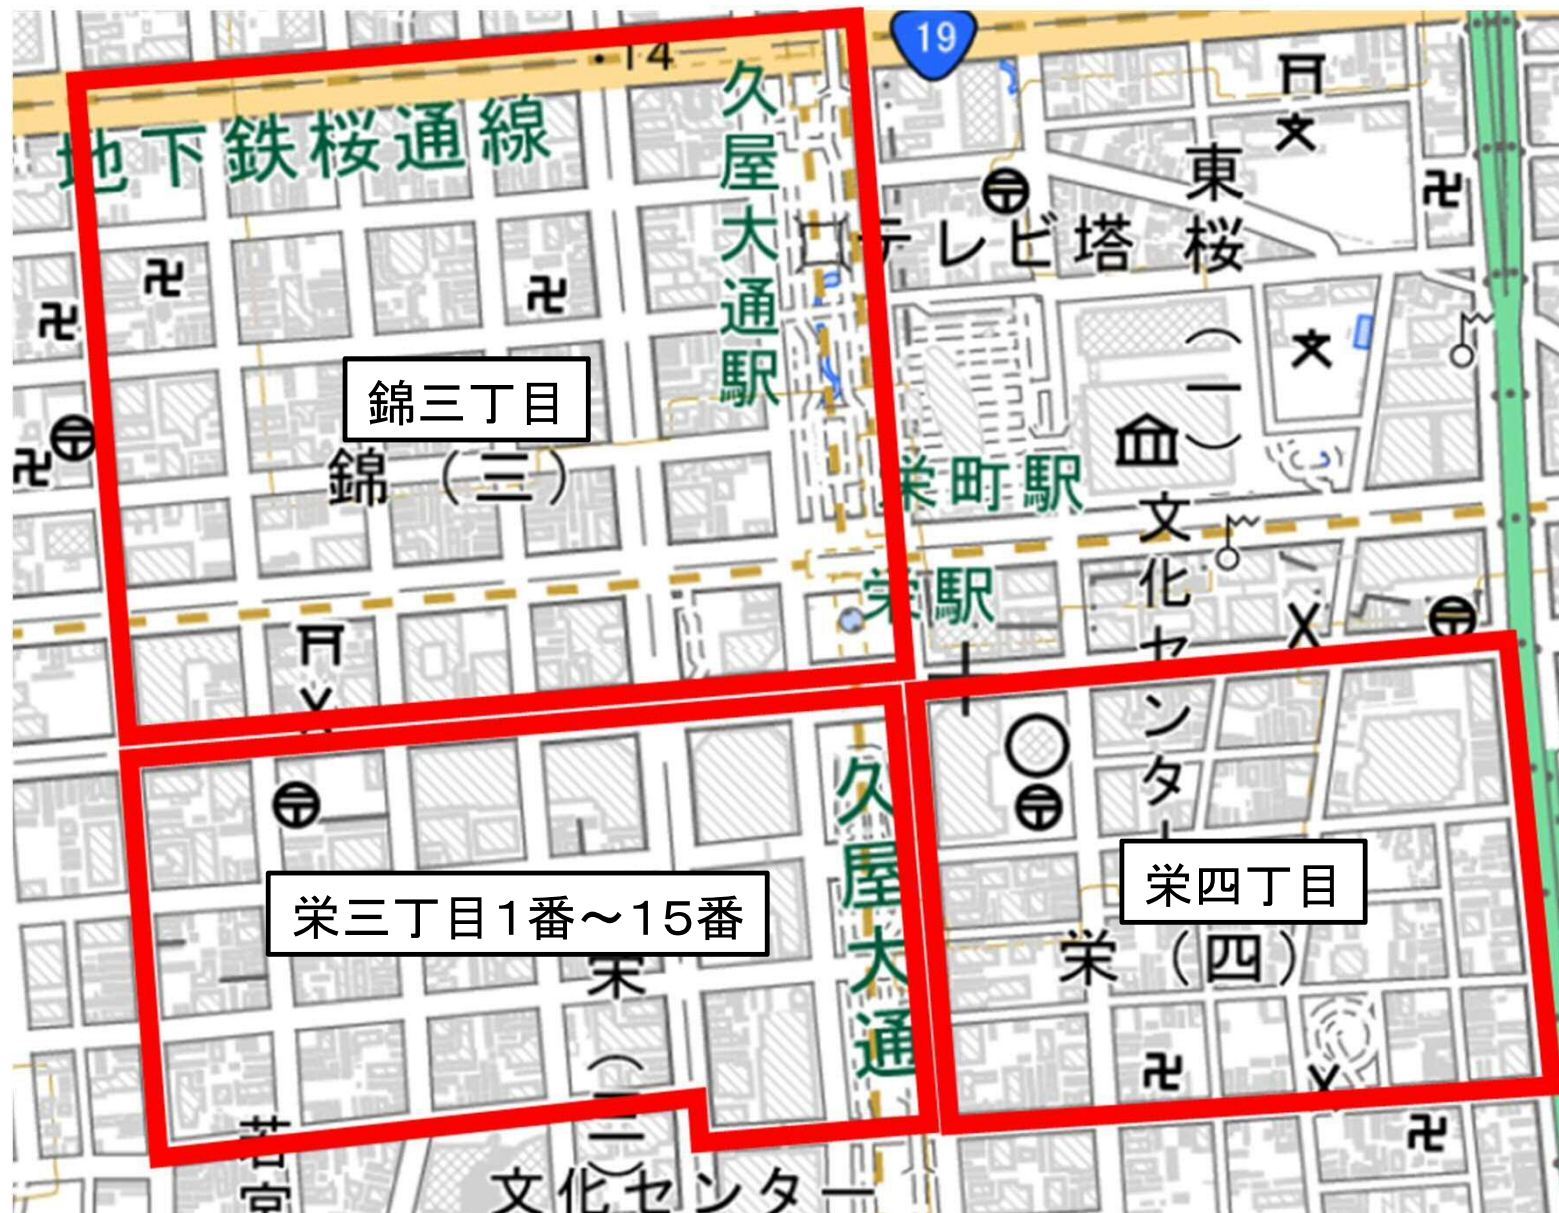 19
・14
地下鉄桜通線
久屋大通駅
東桜(一)
テレビ塔
錦三丁目
錦(三)
栄町駅
栄駅
文化センター
久屋大通
栄三丁目1番~15番
栄(三)
栄四丁目
栄(四)
若宮
文化センター